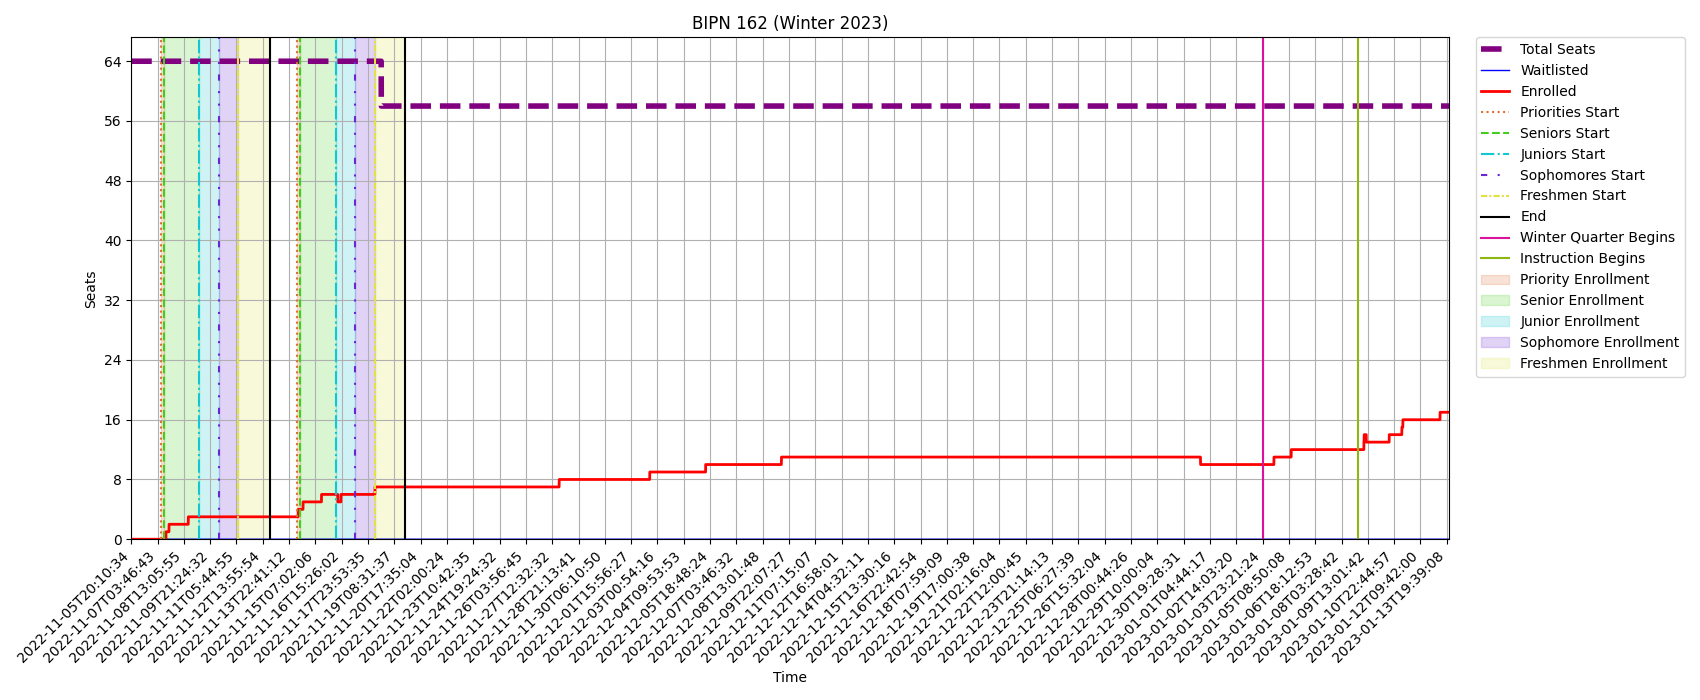 BIPN 162 (Winter 2023)
Seats
64
56
48
40
32
24
16
8
0
2022-11-05T20:10:34
2022-11-07T03:46:43
2022-11-08T13:05:55
2022-11-09T21:24:32
2022-11-11T05:44:55
2022-11-12T13:55:54
2022-11-13T22:41:12
2022-11-15T07:02:06
2022-11-16T15:26:02
2022-11-17T23:53:35
2022-11-19T08:31:37
2022-11-20T17:35:04
2022-11-22T02:00:24
2022-11-23T10:42:35
2022-11-24T19:24:32
2022-11-26T03:56:45
2022-11-27T12:32:32
2022-11-28T21:13:41
2022-11-30T06:10:50
2022-12-01T15:56:27
2022-12-03T00:54:16
2022-12-04T09:53:53
2022-12-05T18:48:24
2022-12-07T03:46:32
2022-12-08T13:01:48
2022-12-09T22:07:27
2022-12-11T07:15:07
2022-12-12T16:58:01
2022-12-14T04:32:11
2022-12-15T13:30:16
2022-12-16T22:42:54
2022-12-18T07:59:09
2022-12-19T17:00:38
2022-12-21T02:16:04
2022-12-22T12:00:45
2022-12-23T21:14:13
2022-12-25T06:27:39
2022-12-26T15:32:04
2022-12-28T00:44:26
2022-12-29T10:00:04
2022-12-30T19:28:31
2023-01-01T04:44:17
2023-01-02T14:03:20
2023-01-03T23:21:24
2023-01-05T08:50:08
2023-01-06T18:12:53
2023-01-08T03:28:42
2023-01-09T13:01:42
2023-01-10T22:44:57
2023-01-12T09:42:00
2023-01-13T19:39:08
Time
Total Seats
Waitlisted
Enrolled
Priorities Start
Seniors Start
Juniors Start
Sophomores Start
Freshmen Start
End
Winter Quarter Begins
Instruction Begins
Priority Enrollment
Senior Enrollment
Junior Enrollment
Sophomore Enrollment
Freshmen Enrollment